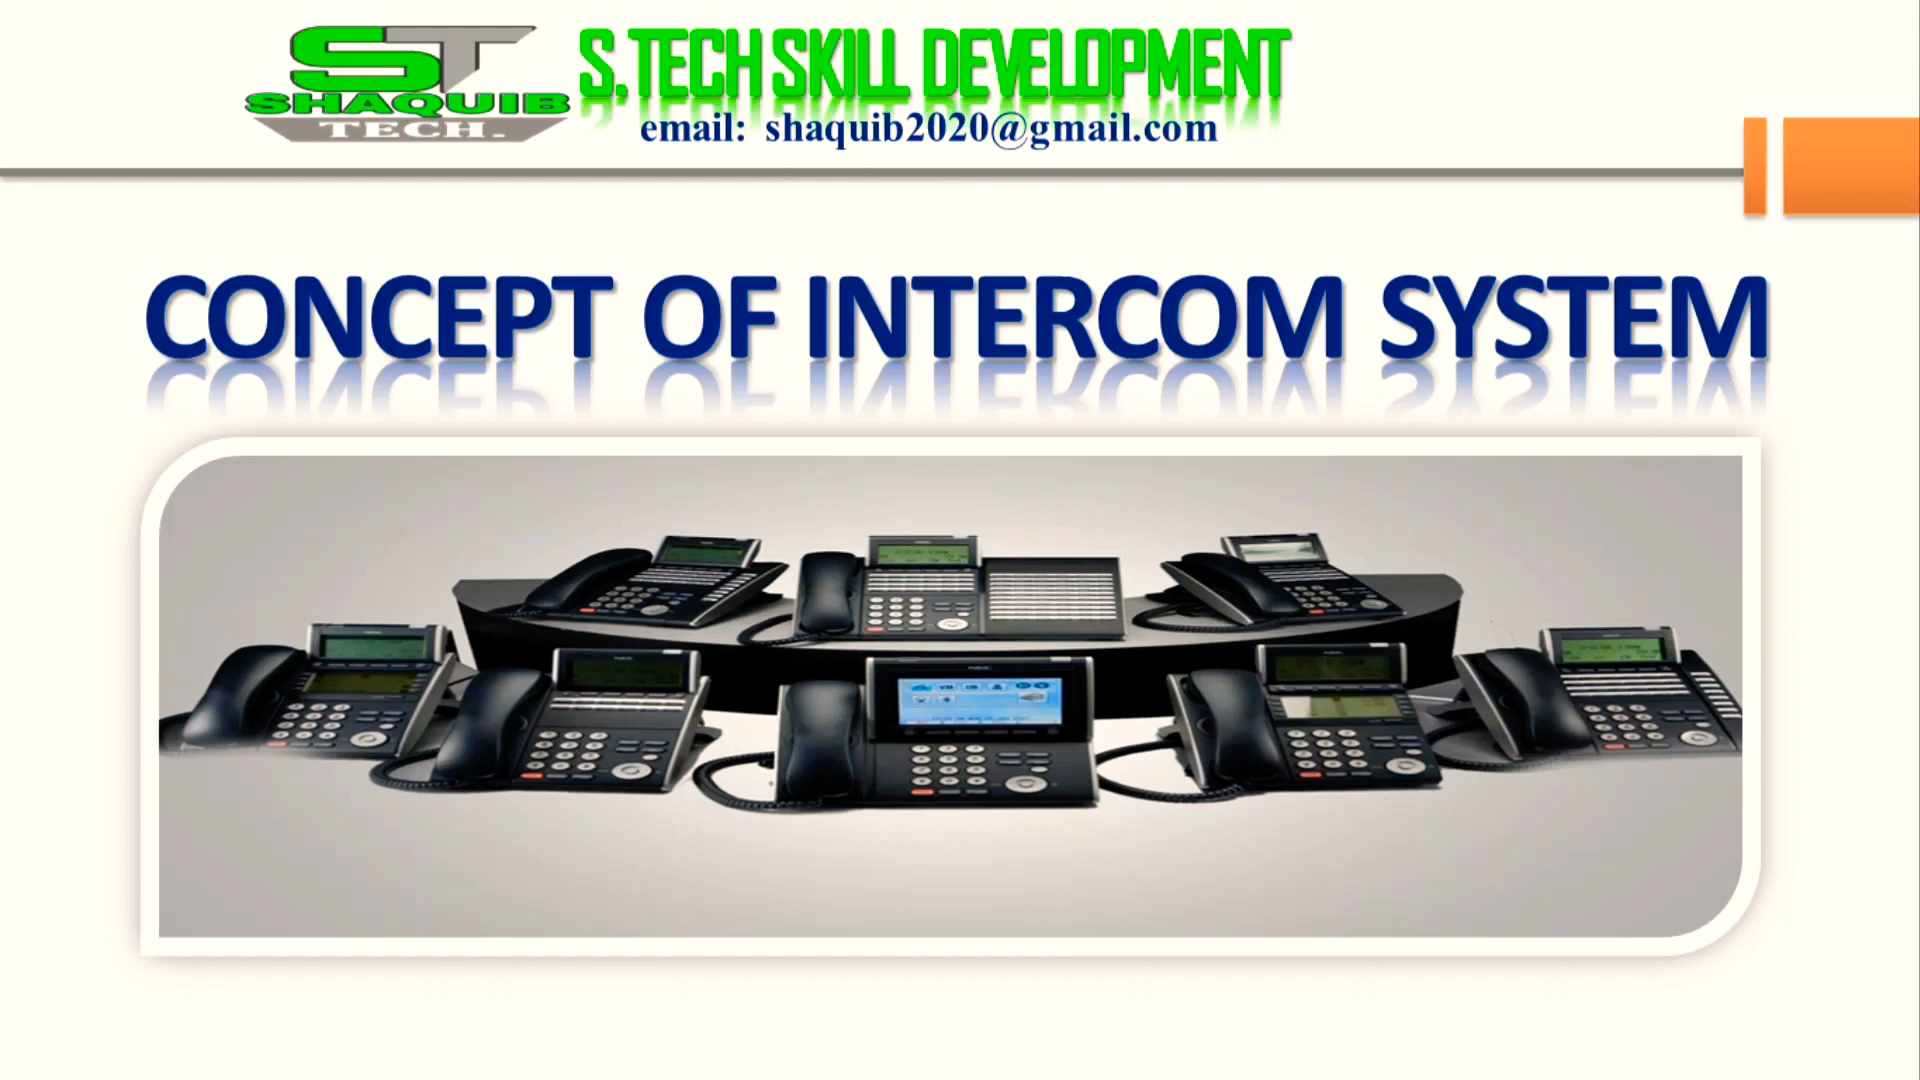 ST
SHAQUIB
TECH.
S.TECH SKILL DEVELOPMENT
email: shaquib2020@gmail.com
CONCEPT OF INTERCOM SYSTEM